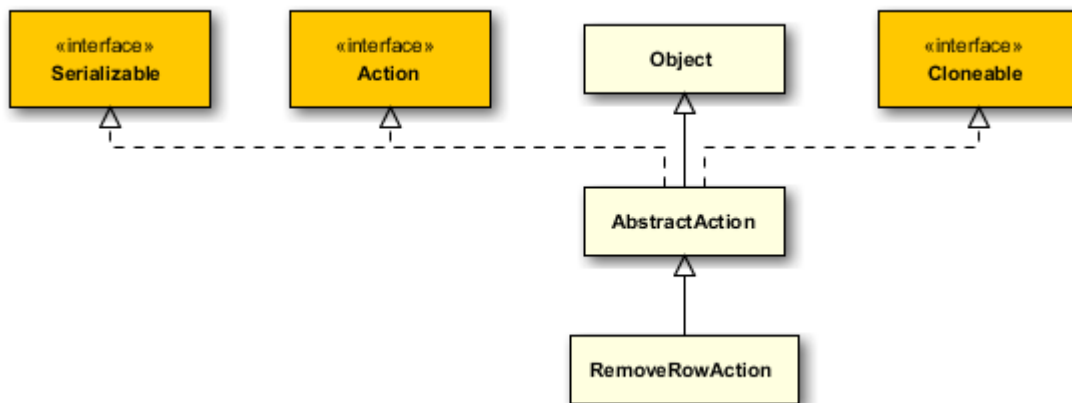 «interface»
Serializable
«interface»
Action
Object
«interface»
Cloneable
AbstractAction
RemoveRowAction